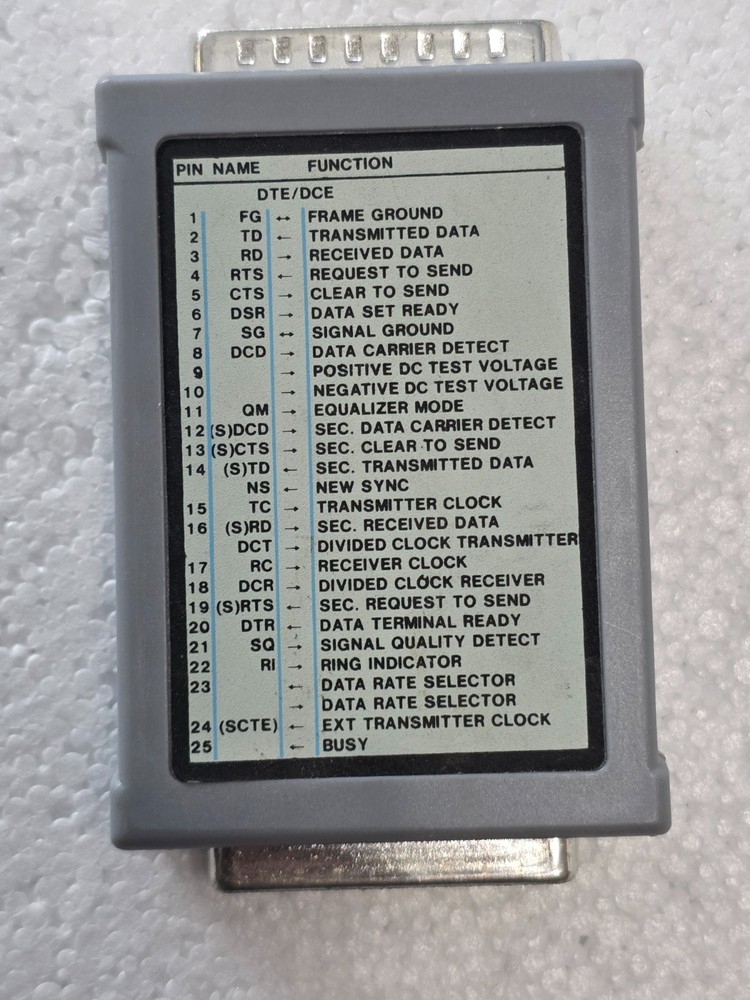 PIN NAME FUNCTION
DTE/DCE
1 FG ↔ FRAME GROUND
2 TD ← TRANSMITTED DATA
3 RD → RECEIVED DATA
4 RTS ← REQUEST TO SEND
5 CTS → CLEAR TO SEND
6 DSR → DATA SET READY
7 SG ↔ SIGNAL GROUND
8 DCD → DATA CARRIER DETECT
9 → POSITIVE DC TEST VOLTAGE
10 → NEGATIVE DC TEST VOLTAGE
11 QM → EQUALIZER MODE
12 (S)DCD → SEC. DATA CARRIER DETECT
13 (S)CTS → SEC. CLEAR TO SEND
14 (S)TD ← SEC. TRANSMITTED DATA
NS ← NEW SYNC
15 TC → TRANSMITTER CLOCK
16 (S)RD → SEC. RECEIVED DATA
DCT → DIVIDED CLOCK TRANSMITTER
17 RC → RECEIVER CLOCK
18 DCR → DIVIDED CLOCK RECEIVER
19 (S)RTS ← SEC. REQUEST TO SEND
20 DTR ← DATA TERMINAL READY
21 SQ → SIGNAL QUALITY DETECT
22 RI → RING INDICATOR
23 ← DATA RATE SELECTOR
→ DATA RATE SELECTOR
24 (SCTE) ← EXT TRANSMITTER CLOCK
25 ← BUSY